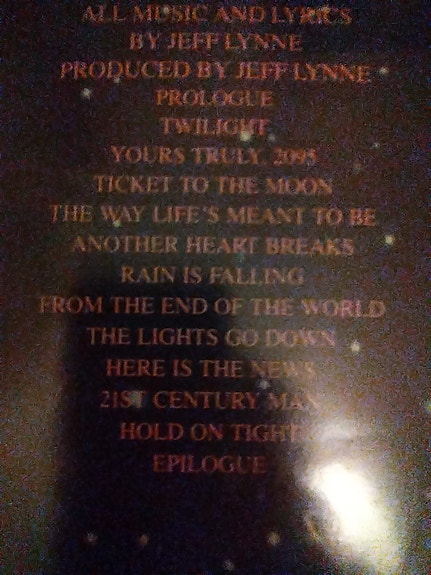 ALL MUSIC AND LYRICS
BY JEFF LYNNE
PRODUCED BY JEFF LYNNE
PROLOGUE
TWILIGHT
YOURS TRULY, 2095
TICKET TO THE MOON
THE WAY LIFE'S MEANT TO BE
ANOTHER HEART BREAKS
RAIN IS FALLING
FROM THE END OF THE WORLD
THE LIGHTS GO DOWN
HERE IS THE NEWS
21ST CENTURY MAN
HOLD ON TIGHT
EPILOGUE